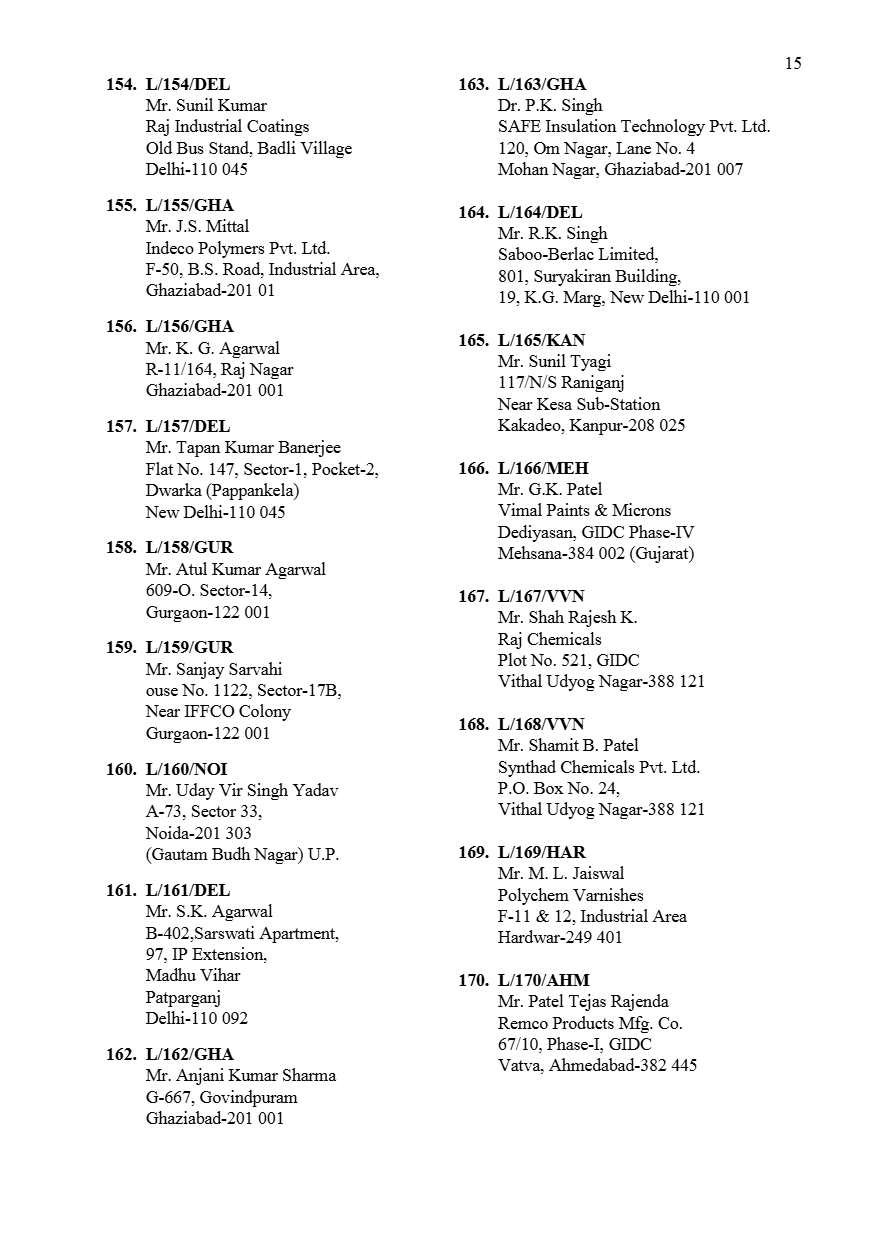 15
154. L/154/DEL
Mr. Sunil Kumar
Raj Industrial Coatings
Old Bus Stand, Badli Village
Delhi-110 045
155. L/155/GHA
Mr. J.S. Mittal
Indeco Polymers Pvt. Ltd.
F-50, B.S. Road, Industrial Area,
Ghaziabad-201 01
156. L/156/GHA
Mr. K. G. Agarwal
R-11/164, Raj Nagar
Ghaziabad-201 001
157. L/157/DEL
Mr. Tapan Kumar Banerjee
Flat No. 147, Sector-1, Pocket-2,
Dwarka (Pappankela)
New Delhi-110 045
158. L/158/GUR
Mr. Atul Kumar Agarwal
609-O. Sector-14,
Gurgaon-122 001
159. L/159/GUR
Mr. Sanjay Sarvahi
ouse No. 1122, Sector-17B,
Near IFFCO Colony
Gurgaon-122 001
160. L/160/NOI
Mr. Uday Vir Singh Yadav
A-73, Sector 33,
Noida-201 303
(Gautam Budh Nagar) U.P.
161. L/161/DEL
Mr. S.K. Agarwal
B-402,Sarswati Apartment,
97, IP Extension,
Madhu Vihar
Patparganj
Delhi-110 092
162. L/162/GHA
Mr. Anjani Kumar Sharma
G-667, Govindpuram
Ghaziabad-201 001
163. L/163/GHA
Dr. P.K. Singh
SAFE Insulation Technology Pvt. Ltd.
120, Om Nagar, Lane No. 4
Mohan Nagar, Ghaziabad-201 007
164. L/164/DEL
Mr. R.K. Singh
Saboo-Berlac Limited,
801, Suryakiran Building,
19, K.G. Marg, New Delhi-110 001
165. L/165/KAN
Mr. Sunil Tyagi
117/N/S Raniganj
Near Kesa Sub-Station
Kakadeo, Kanpur-208 025
166. L/166/MEH
Mr. G.K. Patel
Vimal Paints & Microns
Dediyasan, GIDC Phase-IV
Mehsana-384 002 (Gujarat)
167. L/167/VVN
Mr. Shah Rajesh K.
Raj Chemicals
Plot No. 521, GIDC
Vithal Udyog Nagar-388 121
168. L/168/VVN
Mr. Shamit B. Patel
Synthad Chemicals Pvt. Ltd.
P.O. Box No. 24,
Vithal Udyog Nagar-388 121
169. L/169/HAR
Mr. M. L. Jaiswal
Polychem Varnishes
F-11 & 12, Industrial Area
Hardwar-249 401
170. L/170/AHM
Mr. Patel Tejas Rajenda
Remco Products Mfg. Co.
67/10, Phase-I, GIDC
Vatva, Ahmedabad-382 445